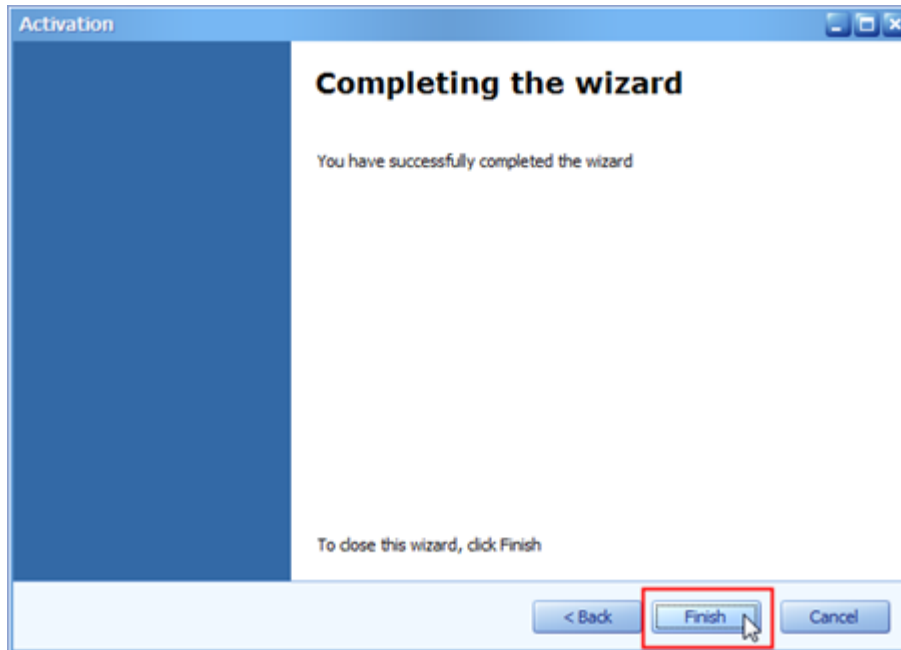 Activation
Completing the wizard
You have successfully completed the wizard
To close this wizard, click Finish
< Back Finish Cancel